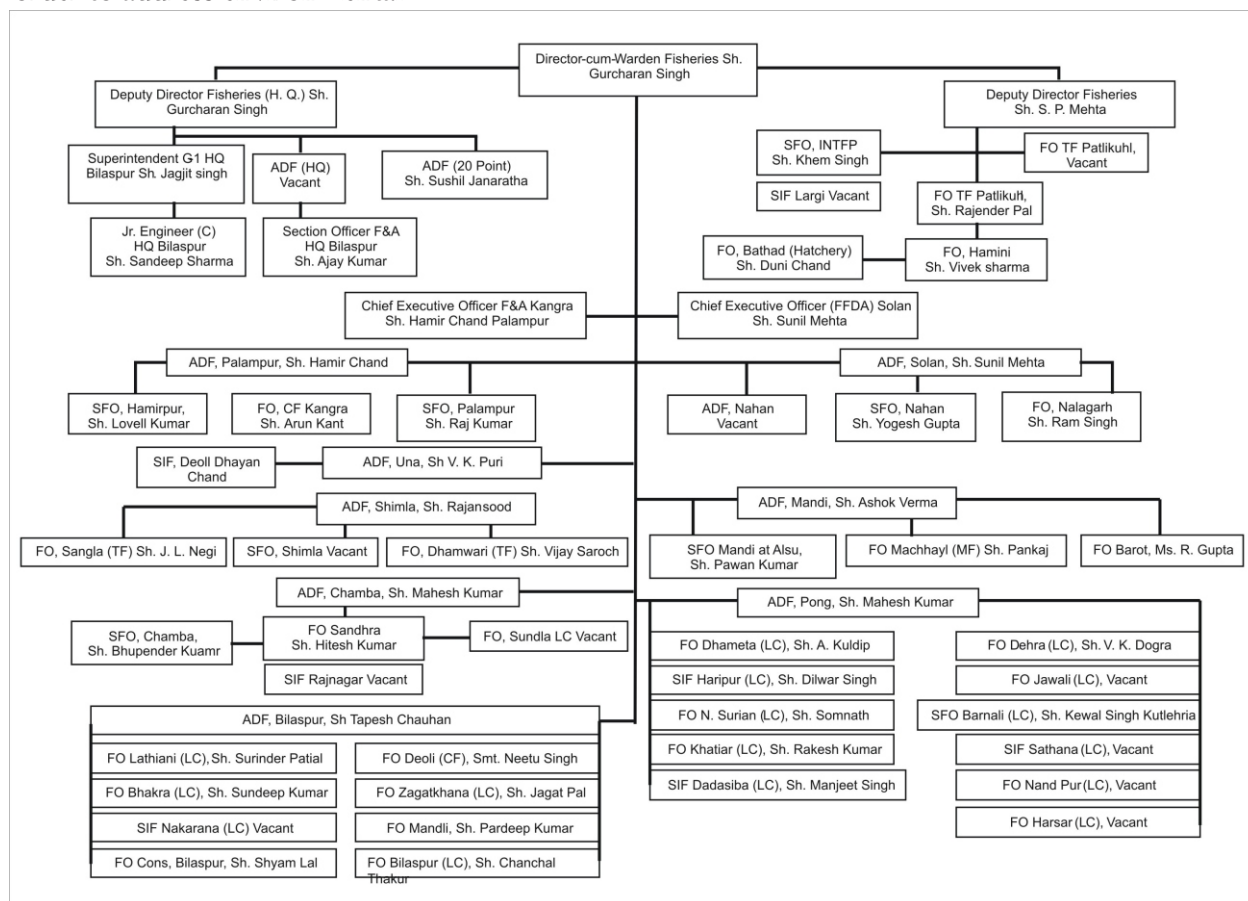 Director-cum-Warden Fisheries Sh.
Gurcharan Singh
Deputy Director Fisheries (H. Q.) Sh.
Gurcharan Singh
Deputy Director Fisheries
Sh. S. P. Mehta
Superintendent G1 HQ
Bilaspur Sh. Jagjit singh
ADF (HQ)
Vacant
ADF (20 Point)
Sh. Sushil Janaratha
SFO, INTFP
Sh. Khem Singh
FO TF Patlikuhl,
Vacant
SIF Largi Vacant
FO TF Patlikuhl,
Sh. Rajender Pal
Jr. Engineer (C)
HQ Bilaspur
Sh. Sandeep Sharma
Section Officer F&A
HQ Bilaspur
Sh. Ajay Kumar
FO, Bathad (Hatchery)
Sh. Duni Chand
FO, Hamini
Sh. Vivek sharma
Chief Executive Officer F&A Kangra
Sh. Hamir Chand Palampur
Chief Executive Officer (FFDA) Solan
Sh. Sunil Mehta
ADF, Palampur, Sh. Hamir Chand
ADF, Solan, Sh. Sunil Mehta
SFO, Hamirpur,
Sh. Lovell Kumar
FO, CF Kangra
Sh. Arun Kant
SFO, Palampur
Sh. Raj Kumar
ADF, Nahan
Vacant
SFO, Nahan
Sh. Yogesh Gupta
FO, Nalagarh
Sh. Ram Singh
SIF, Deoll Dhayan
Chand
ADF, Una, Sh V. K. Puri
ADF, Shimla, Sh. Rajansood
ADF, Mandi, Sh. Ashok Verma
FO, Sangla (TF) Sh. J. L. Negi
SFO, Shimla Vacant
FO, Dhamwari (TF) Sh. Vijay Saroch
SFO Mandi at Alsu,
Sh. Pawan Kumar
FO Machhayl (MF) Sh. Pankaj
FO Barot, Ms. R. Gupta
ADF, Chamba, Sh. Mahesh Kumar
ADF, Pong, Sh. Mahesh Kumar
SFO, Chamba,
Sh. Bhupender Kuamr
FO Sandhra
Sh. Hitesh Kumar
FO, Sundla LC Vacant
SIF Rajnagar Vacant
FO Dhameta (LC), Sh. A. Kuldip
FO Dehra (LC), Sh. V. K. Dogra
SIF Haripur (LC), Sh. Dilwar Singh
FO Jawali (LC), Vacant
FO N. Surian (LC), Sh. Somnath
SFO Barnali (LC), Sh. Kewal Singh Kutlehria
FO Khatiar (LC), Sh. Rakesh Kumar
SIF Sathana (LC), Vacant
SIF Dadasiba (LC), Sh. Manjeet Singh
FO Nand Pur (LC), Vacant
FO Harsar (LC), Vacant
ADF, Bilaspur, Sh Tapesh Chauhan
FO Lathiani (LC), Sh. Surinder Patial
FO Deoli (CF), Smt. Neetu Singh
FO Bhakra (LC), Sh. Sundeep Kumar
FO Zagatkhana (LC), Sh. Jagat Pal
SIF Nakarana (LC) Vacant
FO Mandli, Sh. Pardeep Kumar
FO Cons, Bilaspur, Sh. Shyam Lal
FO Bilaspur (LC), Sh. Chanchal
Thakur